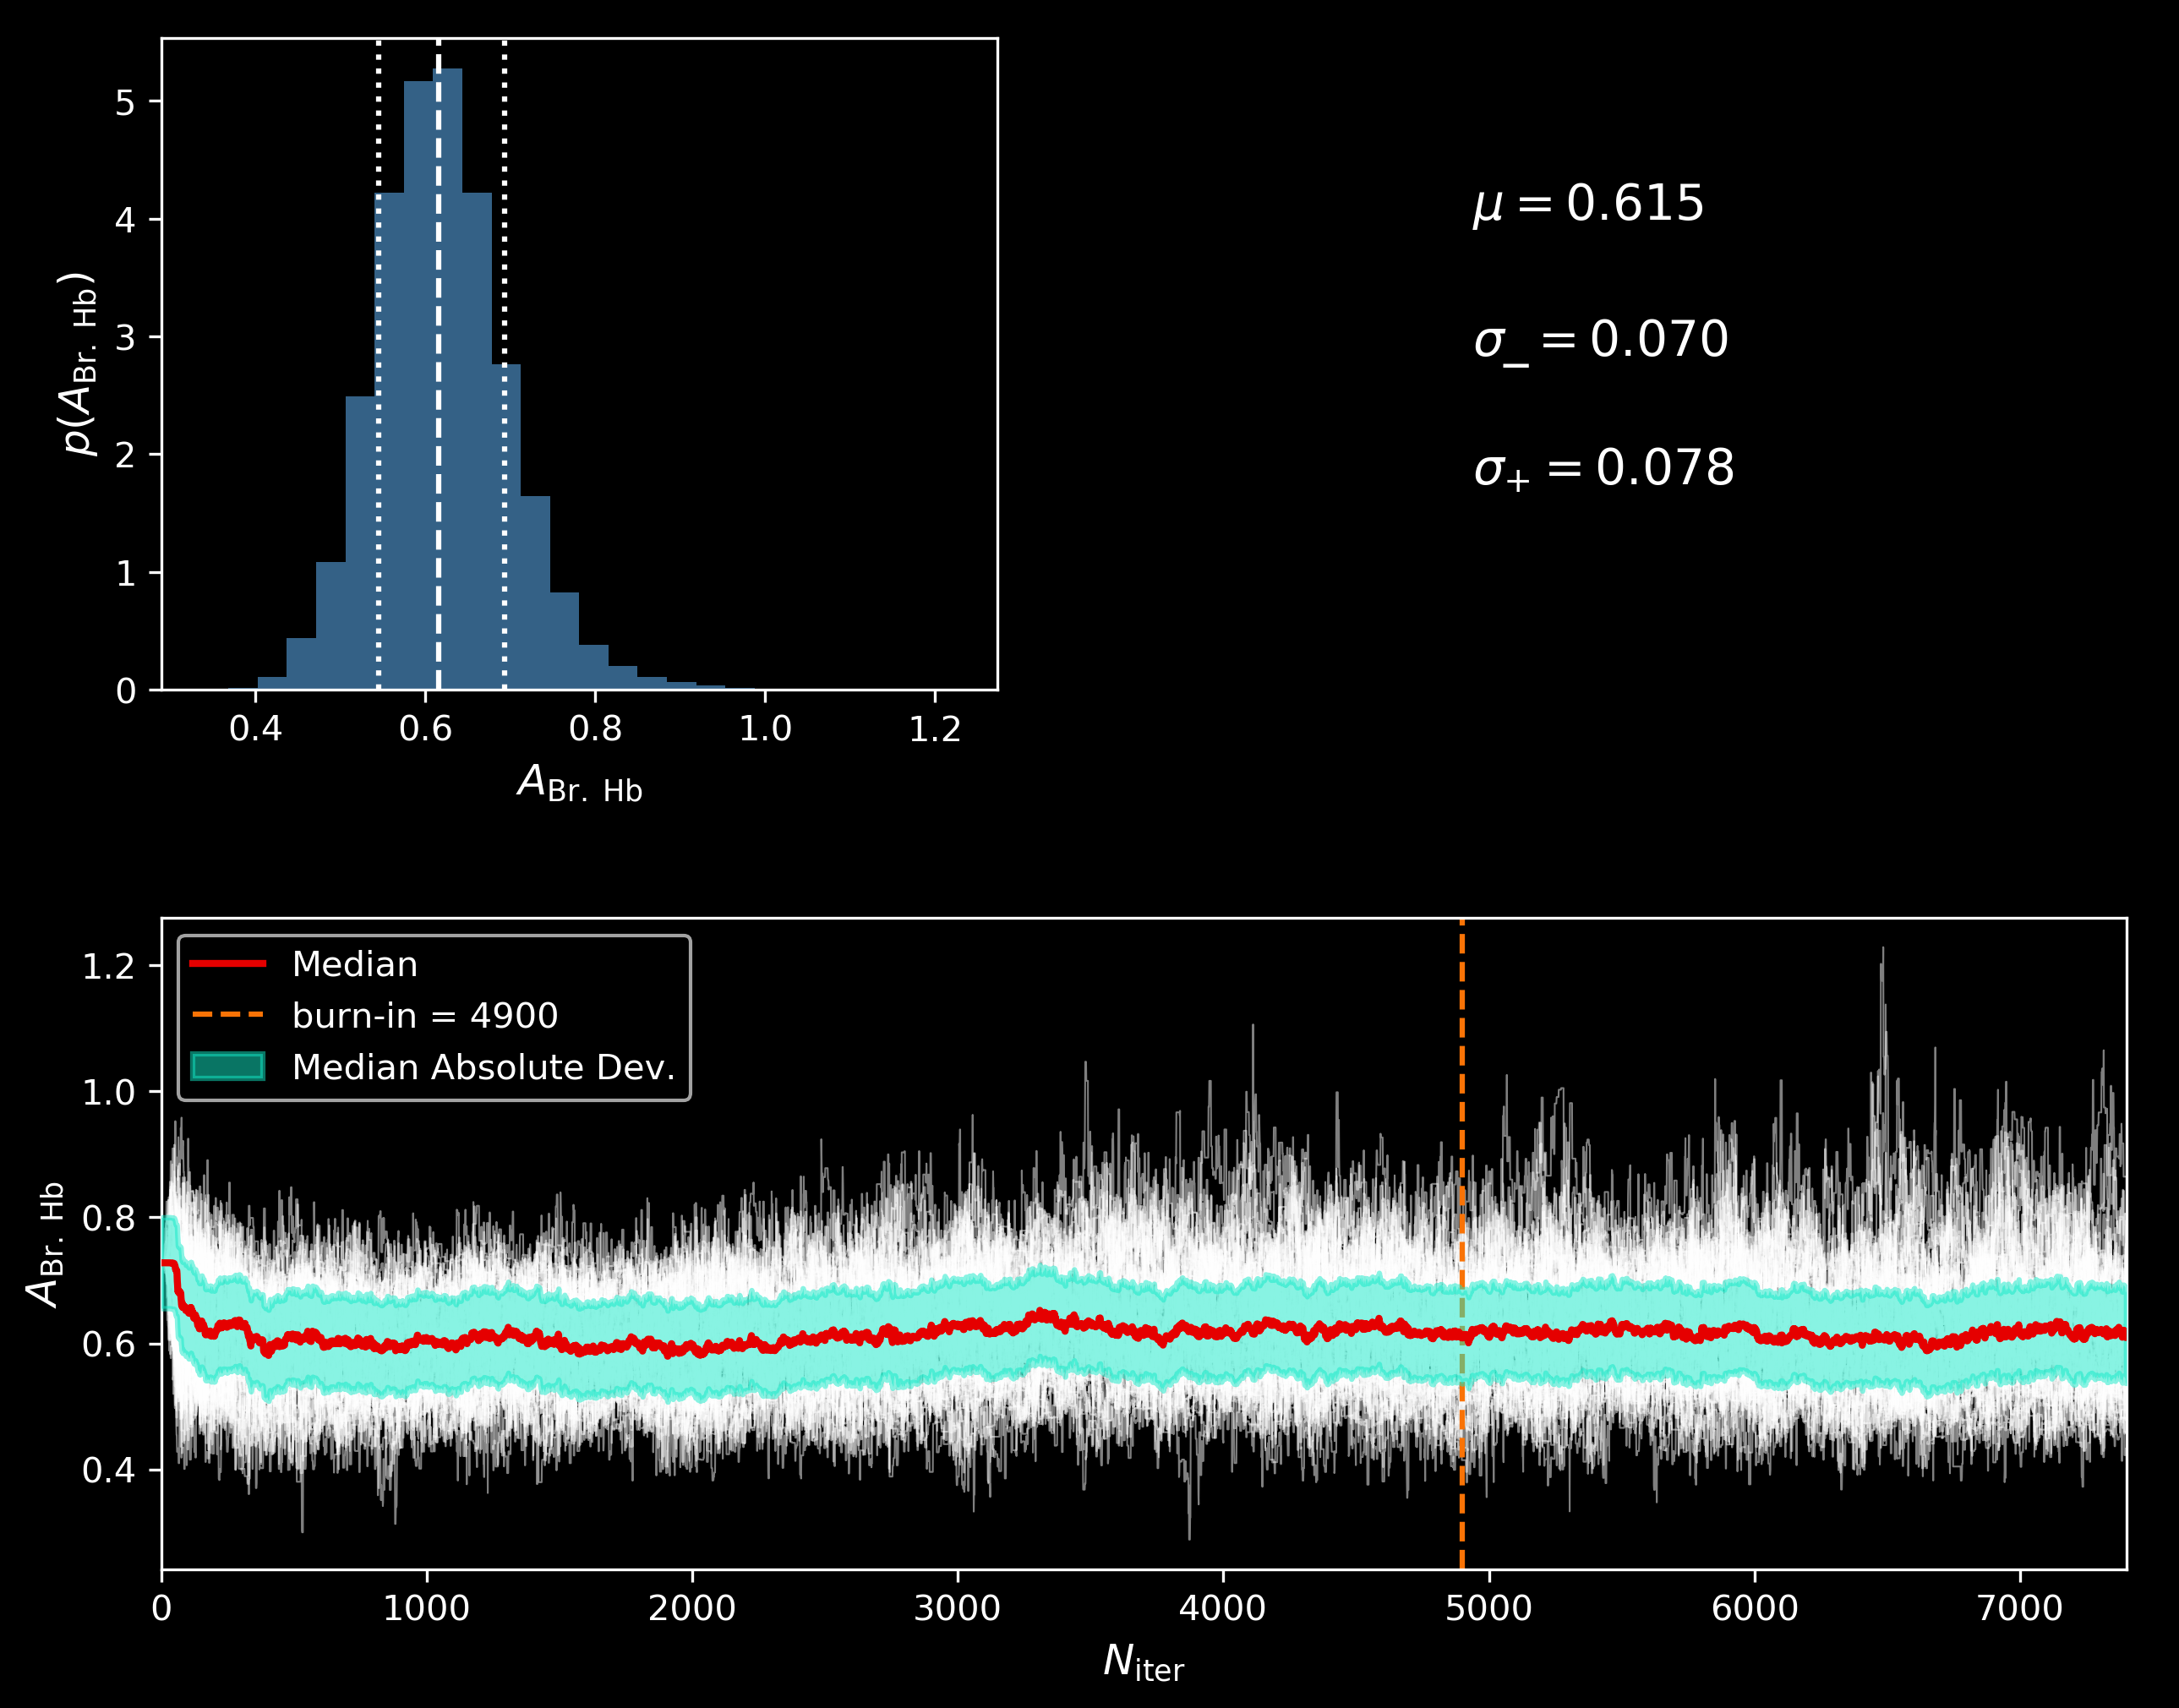 5
4
3
2
1
0
p(A_Br. Hb)
0.4 0.6 0.8 1.0 1.2
A_Br. Hb
μ = 0.615
σ_− = 0.070
σ_+ = 0.078
Median
burn-in = 4900
Median Absolute Dev.
1.2
1.0
0.8
0.6
0.4
A_Br. Hb
0 1000 2000 3000 4000 5000 6000 7000
N_iter